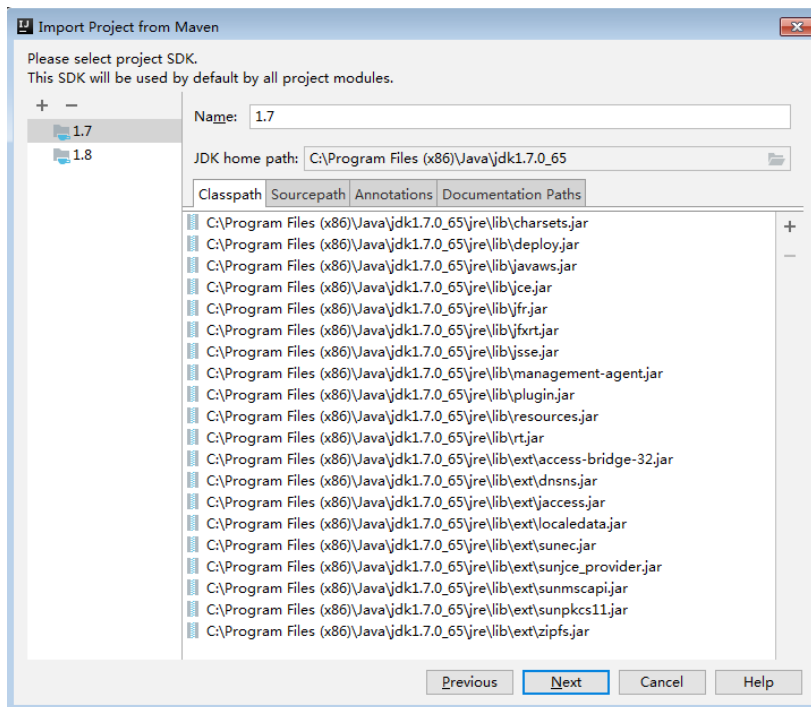 Import Project from Maven
Please select project SDK.
This SDK will be used by default by all project modules.
1.7
1.8
Name: 1.7
JDK home path: C:\Program Files (x86)\Java\jdk1.7.0_65
Classpath Sourcepath Annotations Documentation Paths
C:\Program Files (x86)\Java\jdk1.7.0_65\jre\lib\charsets.jar
C:\Program Files (x86)\Java\jdk1.7.0_65\jre\lib\deploy.jar
C:\Program Files (x86)\Java\jdk1.7.0_65\jre\lib\javaws.jar
C:\Program Files (x86)\Java\jdk1.7.0_65\jre\lib\jce.jar
C:\Program Files (x86)\Java\jdk1.7.0_65\jre\lib\jfr.jar
C:\Program Files (x86)\Java\jdk1.7.0_65\jre\lib\jfxrt.jar
C:\Program Files (x86)\Java\jdk1.7.0_65\jre\lib\jsse.jar
C:\Program Files (x86)\Java\jdk1.7.0_65\jre\lib\management-agent.jar
C:\Program Files (x86)\Java\jdk1.7.0_65\jre\lib\plugin.jar
C:\Program Files (x86)\Java\jdk1.7.0_65\jre\lib\resources.jar
C:\Program Files (x86)\Java\jdk1.7.0_65\jre\lib\rt.jar
C:\Program Files (x86)\Java\jdk1.7.0_65\jre\lib\ext\access-bridge-32.jar
C:\Program Files (x86)\Java\jdk1.7.0_65\jre\lib\ext\dnsns.jar
C:\Program Files (x86)\Java\jdk1.7.0_65\jre\lib\ext\jaccess.jar
C:\Program Files (x86)\Java\jdk1.7.0_65\jre\lib\ext\localedata.jar
C:\Program Files (x86)\Java\jdk1.7.0_65\jre\lib\ext\sunec.jar
C:\Program Files (x86)\Java\jdk1.7.0_65\jre\lib\ext\sunjce_provider.jar
C:\Program Files (x86)\Java\jdk1.7.0_65\jre\lib\ext\sunmscapi.jar
C:\Program Files (x86)\Java\jdk1.7.0_65\jre\lib\ext\sunpkcs11.jar
C:\Program Files (x86)\Java\jdk1.7.0_65\jre\lib\ext\zipfs.jar
Previous Next Cancel Help